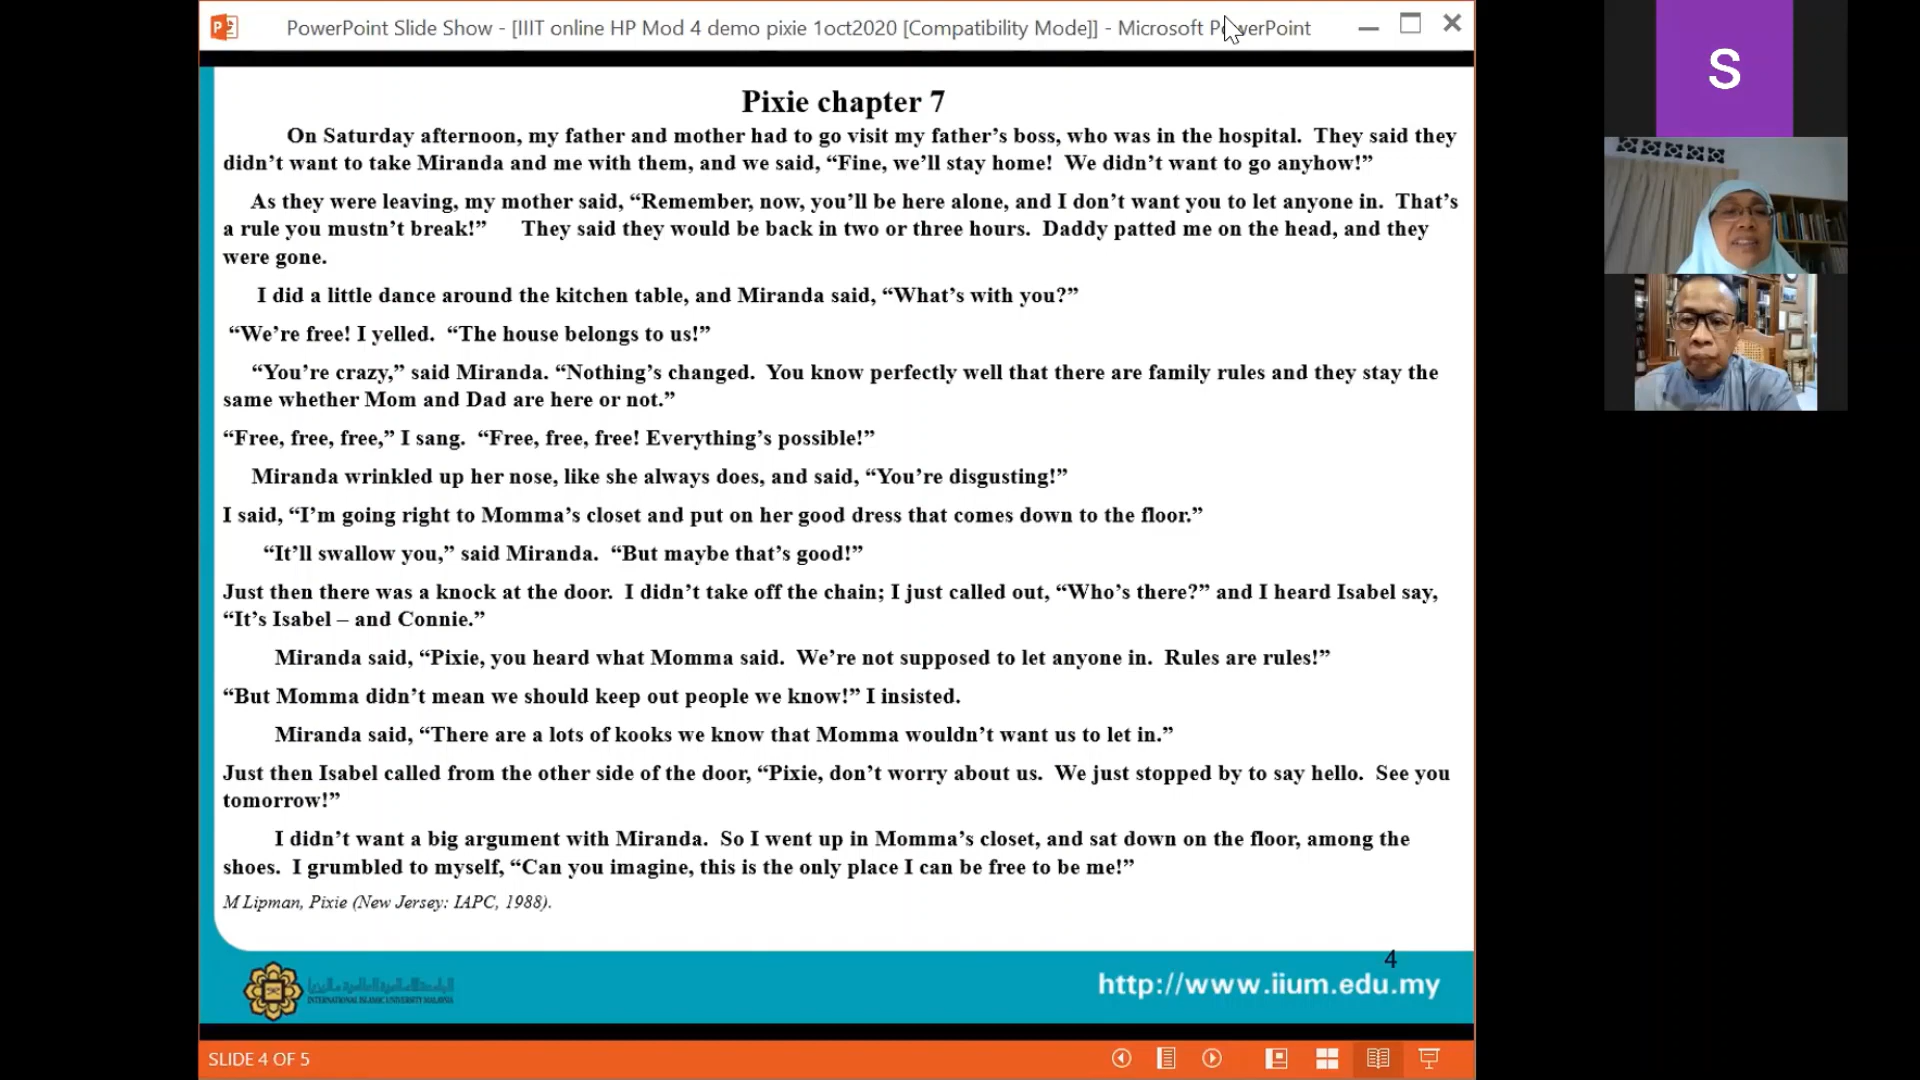 PowerPoint Slide Show - [IIIT online HP Mod 4 demo pixie 1oct2020 [Compatibility Mode]] - Microsoft PowerPoint
S
Pixie chapter 7
On Saturday afternoon, my father and mother had to go visit my father’s boss, who was in the hospital. They said they
didn’t want to take Miranda and me with them, and we said, “Fine, we’ll stay home! We didn’t want to go anyhow!”
As they were leaving, my mother said, “Remember, now, you’ll be here alone, and I don’t want you to let anyone in. That’s
a rule you mustn’t break!” They said they would be back in two or three hours. Daddy patted me on the head, and they
were gone.
I did a little dance around the kitchen table, and Miranda said, “What’s with you?”
“We’re free! I yelled. “The house belongs to us!”
“You’re crazy,” said Miranda. “Nothing’s changed. You know perfectly well that there are family rules and they stay the
same whether Mom and Dad are here or not.”
“Free, free, free,” I sang. “Free, free, free! Everything’s possible!”
Miranda wrinkled up her nose, like she always does, and said, “You’re disgusting!”
I said, “I’m going right to Momma’s closet and put on her good dress that comes down to the floor.”
“It’ll swallow you,” said Miranda. “But maybe that’s good!”
Just then there was a knock at the door. I didn’t take off the chain; I just called out, “Who’s there?” and I heard Isabel say,
“It’s Isabel – and Connie.”
Miranda said, “Pixie, you heard what Momma said. We’re not supposed to let anyone in. Rules are rules!”
“But Momma didn’t mean we should keep out people we know!” I insisted.
Miranda said, “There are a lots of kooks we know that Momma wouldn’t want us to let in.”
Just then Isabel called from the other side of the door, “Pixie, don’t worry about us. We just stopped by to say hello. See you
tomorrow!”
I didn’t want a big argument with Miranda. So I went up in Momma’s closet, and sat down on the floor, among the
shoes. I grumbled to myself, “Can you imagine, this is the only place I can be free to be me!”
M Lipman, Pixie (New Jersey: IAPC, 1988).
4
INTERNATIONAL ISLAMIC UNIVERSITY MALAYSIA
http://www.iium.edu.my
SLIDE 4 OF 5